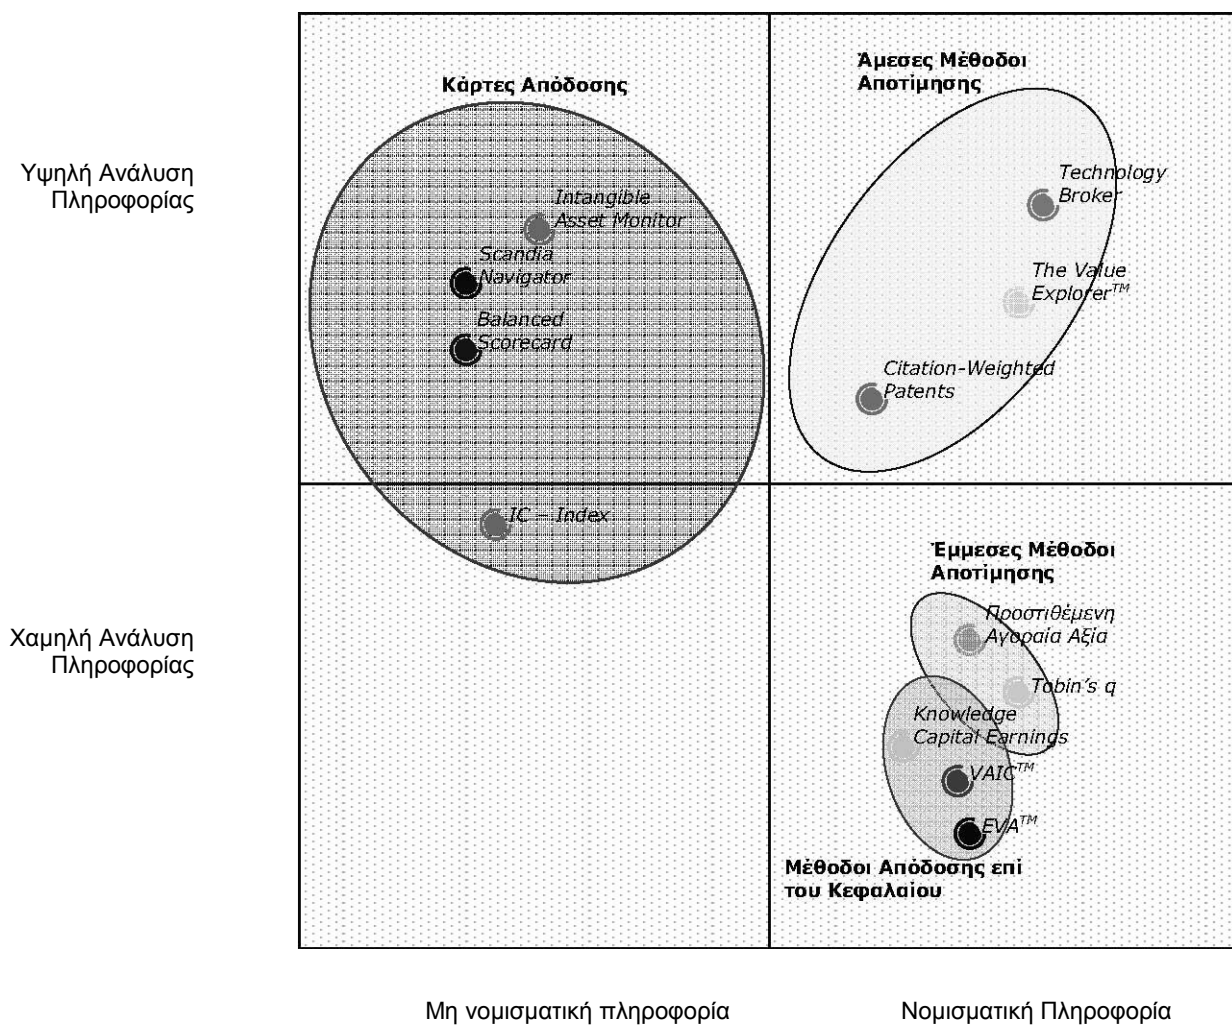 Κάρτες Απόδοσης
Άμεσες Μέθοδοι
Αποτίμησης
Υψηλή Ανάλυση
Πληροφορίας
Intangible
Asset Monitor
Scandia
Navigator
Balanced
Scorecard
Technology
Broker
The Value
Explorer™
Citation-Weighted
Patents
IC – Index
Έμμεσες Μέθοδοι
Αποτίμησης
Χαμηλή Ανάλυση
Πληροφορίας
Προστιθέμενη
Αγοραία Αξία
Tobin's q
Knowledge
Capital Earnings
VAIC™
EVA™
Μέθοδοι Απόδοσης επί
του Κεφαλαίου
Μη νομισματική πληροφορία
Νομισματική Πληροφορία